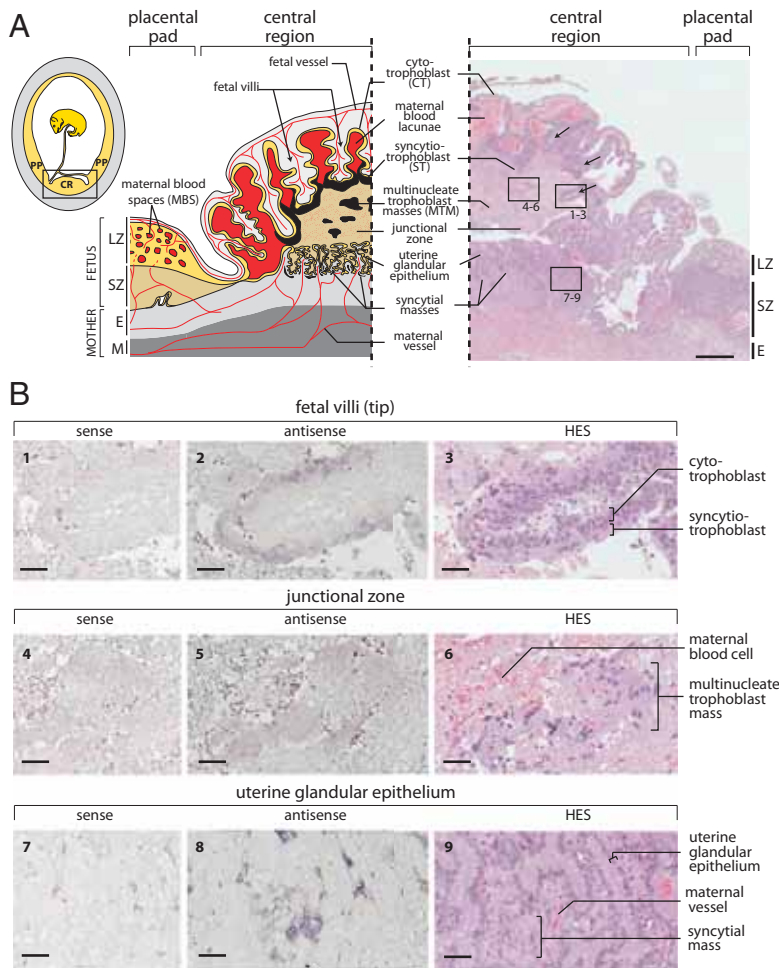 A
placental
pad
central
region
central
region
placental
pad
fetal vessel
fetal villi
cyto-
trophoblast
(CT)
maternal
blood
lacunae
syncytio-
trophoblast
(ST)
multinucleate
trophoblast
masses (MTM)
junctional
zone
uterine
glandular
epithelium
syncytial
masses
maternal
vessel
PP
PP
CR
maternal blood
spaces (MBS)
FETUS
MOTHER
LZ
SZ
E
M
4-6
1-3
7-9
LZ
SZ
E
B
fetal villi (tip)
sense
antisense
HES
1
2
3
cyto-
trophoblast
syncytio-
trophoblast
junctional zone
sense
antisense
HES
4
5
6
maternal
blood cell
multinucleate
trophoblast
mass
uterine glandular epithelium
sense
antisense
HES
7
8
9
uterine
glandular
epithelium
maternal
vessel
syncytial
mass